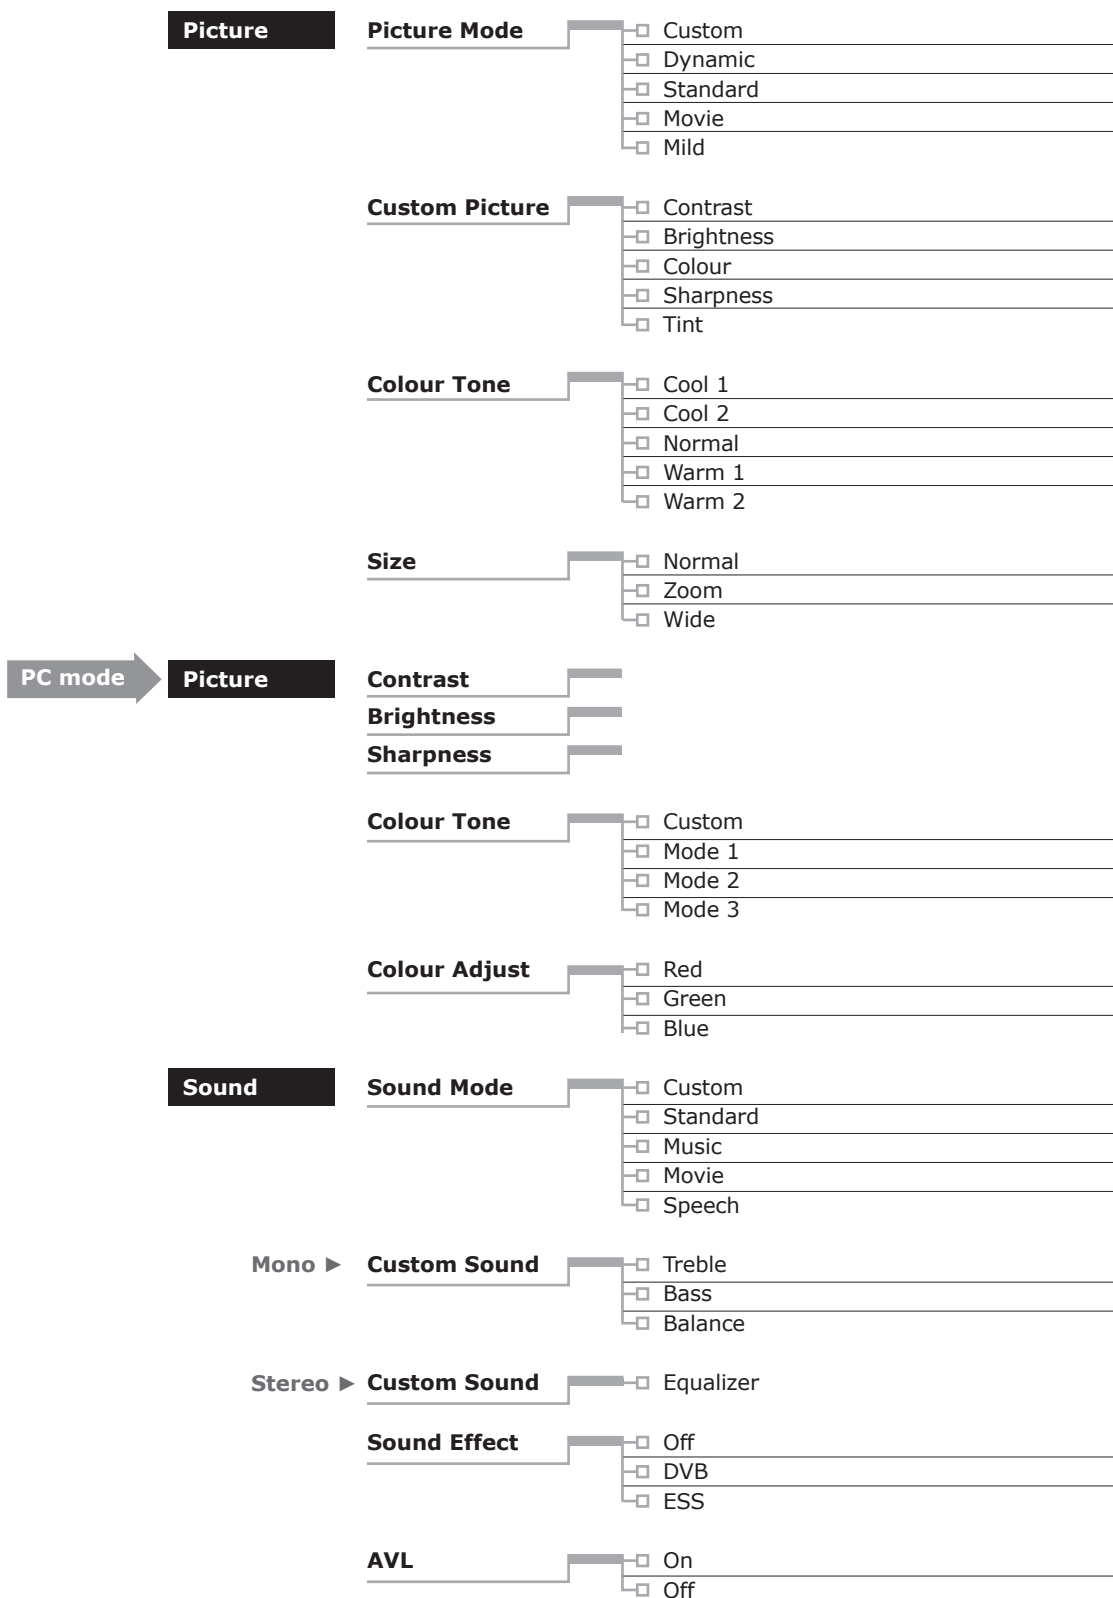 Picture Picture Mode Custom
Dynamic
Standard
Movie
Mild
Custom Picture Contrast
Brightness
Colour
Sharpness
Tint
Colour Tone Cool 1
Cool 2
Normal
Warm 1
Warm 2
Size Normal
Zoom
Wide
PC mode Picture Contrast
Brightness
Sharpness
Colour Tone Custom
Mode 1
Mode 2
Mode 3
Colour Adjust Red
Green
Blue
Sound Sound Mode Custom
Standard
Music
Movie
Speech
Mono ► Custom Sound Treble
Bass
Balance
Stereo ► Custom Sound Equalizer
Sound Effect Off
DVB
ESS
AVL On
Off